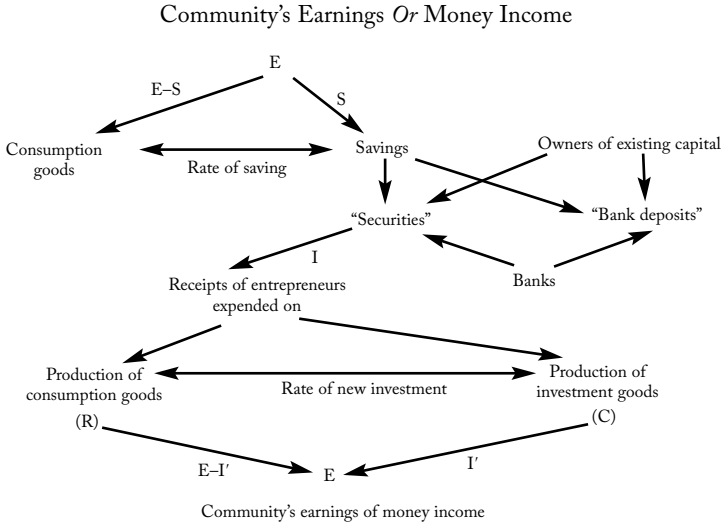 Community's Earnings Or Money Income
E
E–S
S
Consumption
goods
Rate of saving
Savings
Owners of existing capital
“Securities”
“Bank deposits”
I
Banks
Receipts of entrepreneurs
expended on
Production of
consumption goods
(R)
Rate of new investment
Production of
investment goods
(C)
E–I′
E
I′
Community's earnings of money income